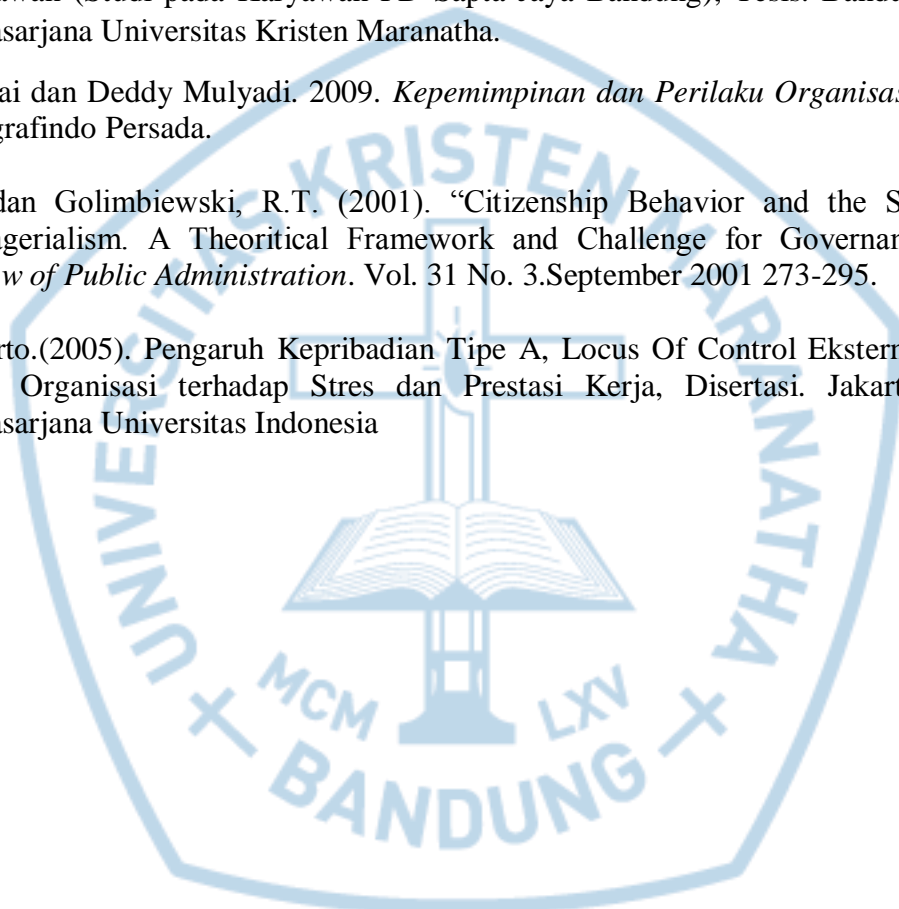 (Studi pada Karyawan PD Sapta Jaya Bandung), Tesis.
asarjana Universitas Kristen Maranatha.
ai dan Deddy Mulyadi. 2009. Kepemimpinan dan Perilaku Organisas
grafindo Persada.
dan Golimbiewski, R.T. (2001). “Citizenship Behavior and the S
gerialism. A Theoritical Framework and Challenge for Governan
w of Public Administration. Vol. 31 No. 3.September 2001 273-295.
rto.(2005). Pengaruh Kepribadian Tipe A, Locus Of Control Ekstern
Organisasi terhadap Stres dan Prestasi Kerja, Disertasi. Jakart
asarjana Universitas Indonesia
UNIVERSITAS KRISTEN MARANATHA
MCM LXV
BANDUNG